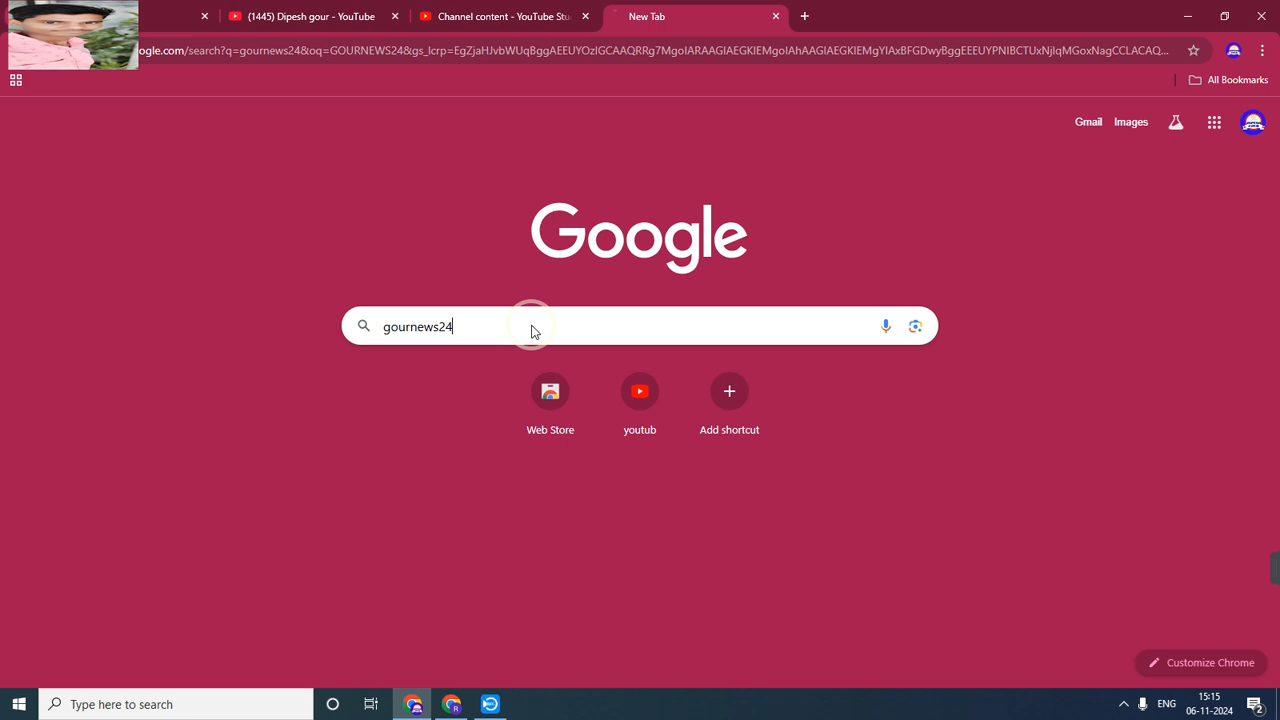 (1445) Dipesh gour - YouTube
Channel content - YouTube Stu
New Tab
ogle.com/search?q=gournews24&oq=GOURNEWS24&gs_lcrp=EgZjaHJvbWUqBggAEEUYOzIGCAAQRRg7MgoIARAAGIAEGKIEMgoIAhAAGIAEGKIEMgYIAxBFGDwyBggEEEUYPNIBCTUxNjlqMGoxNagCCLACAQ...
All Bookmarks
Gmail Images
Google
gournews24
Web Store youtub Add shortcut
Customize Chrome
Type here to search
ENG
15:15
06-11-2024
2